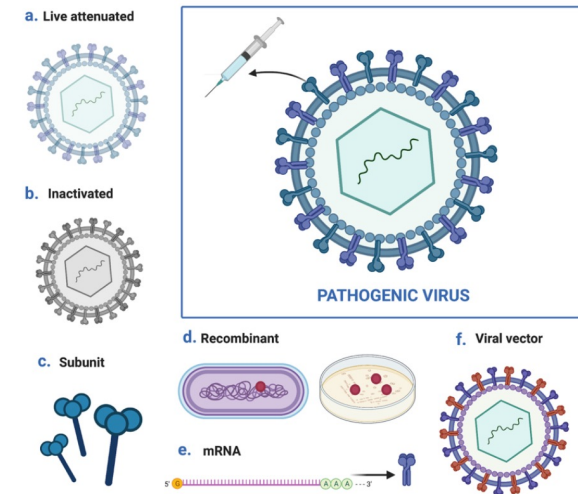 a. Live attenuated
b. Inactivated
c. Subunit
PATHOGENIC VIRUS
d. Recombinant
e. mRNA
5' G A A A 3'
f. Viral vector